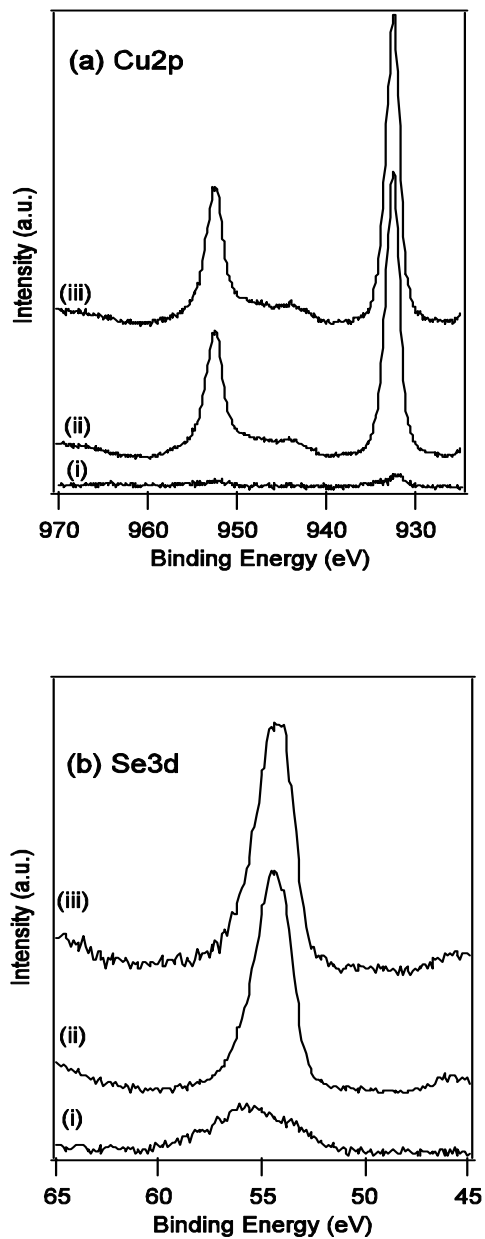 (a) Cu2p
Intensity (a.u.)
(iii)
(ii)
(i)
970 960 950 940 930
Binding Energy (eV)
(b) Se3d
Intensity (a.u.)
(iii)
(ii)
(i)
65 60 55 50 45
Binding Energy (eV)